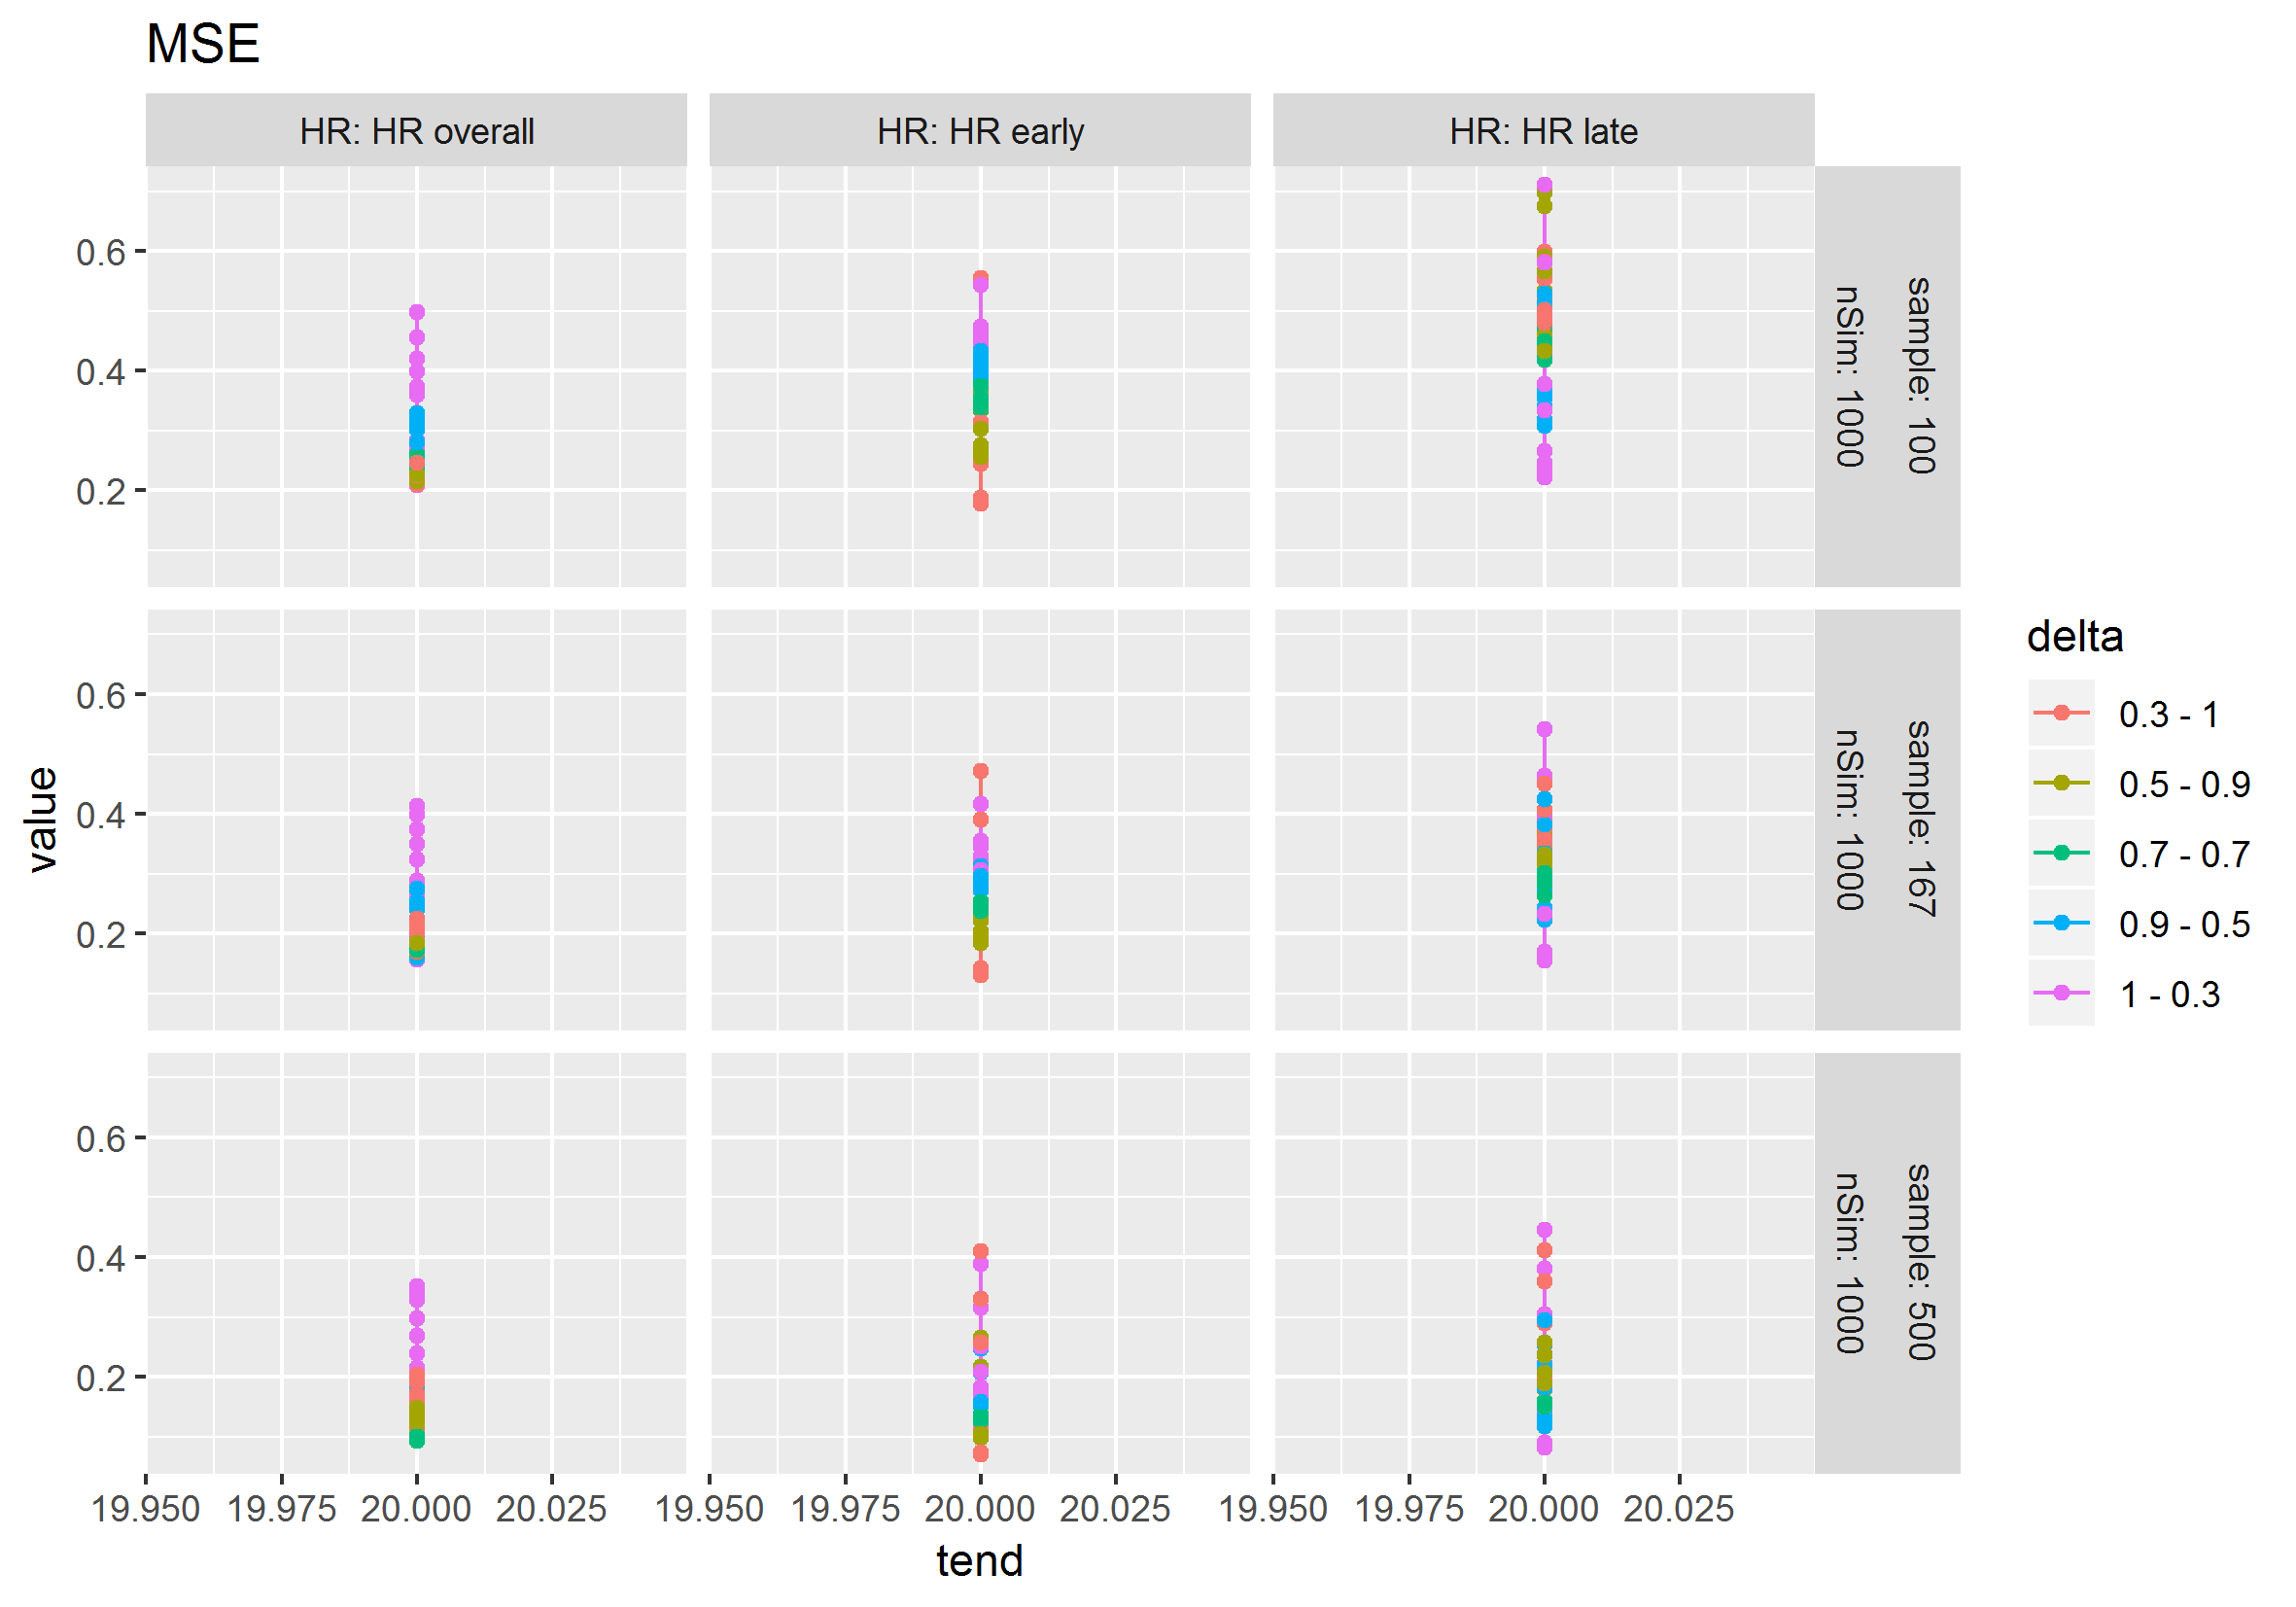 MSE
HR: HR overall
HR: HR early
HR: HR late
0.6
0.4
0.2
sample: 100
nSim: 1000
0.6
0.4
0.2
sample: 167
nSim: 1000
0.6
0.4
0.2
sample: 500
nSim: 1000
value
19.950 19.975 20.000 20.025
19.950 19.975 20.000 20.025
19.950 19.975 20.000 20.025
tend
delta
0.3 - 1
0.5 - 0.9
0.7 - 0.7
0.9 - 0.5
1 - 0.3